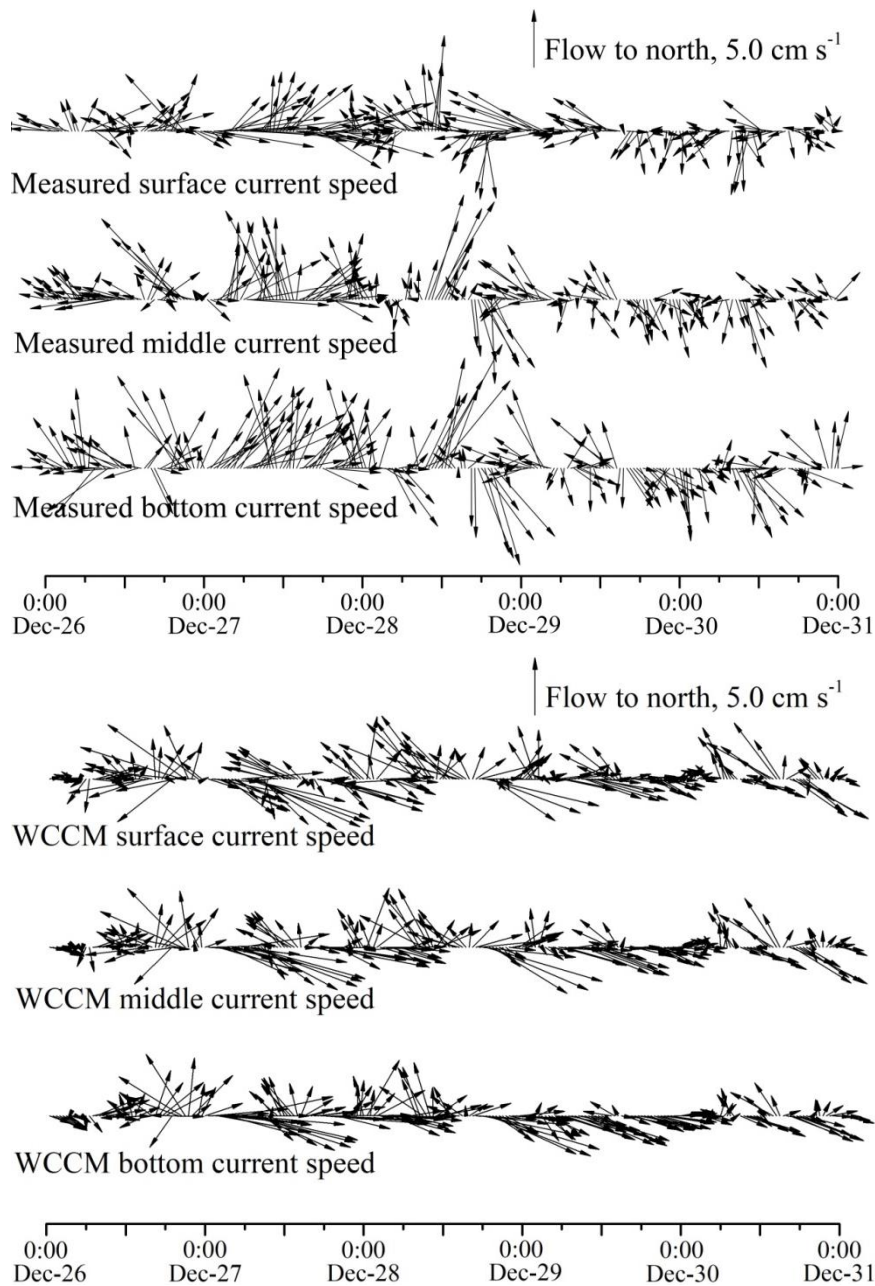 Flow to north, 5.0 cm s⁻¹
Measured surface current speed
Measured middle current speed
Measured bottom current speed
0:00 0:00 0:00 0:00 0:00 0:00
Dec-26 Dec-27 Dec-28 Dec-29 Dec-30 Dec-31
Flow to north, 5.0 cm s⁻¹
WCCM surface current speed
WCCM middle current speed
WCCM bottom current speed
0:00 0:00 0:00 0:00 0:00 0:00
Dec-26 Dec-27 Dec-28 Dec-29 Dec-30 Dec-31